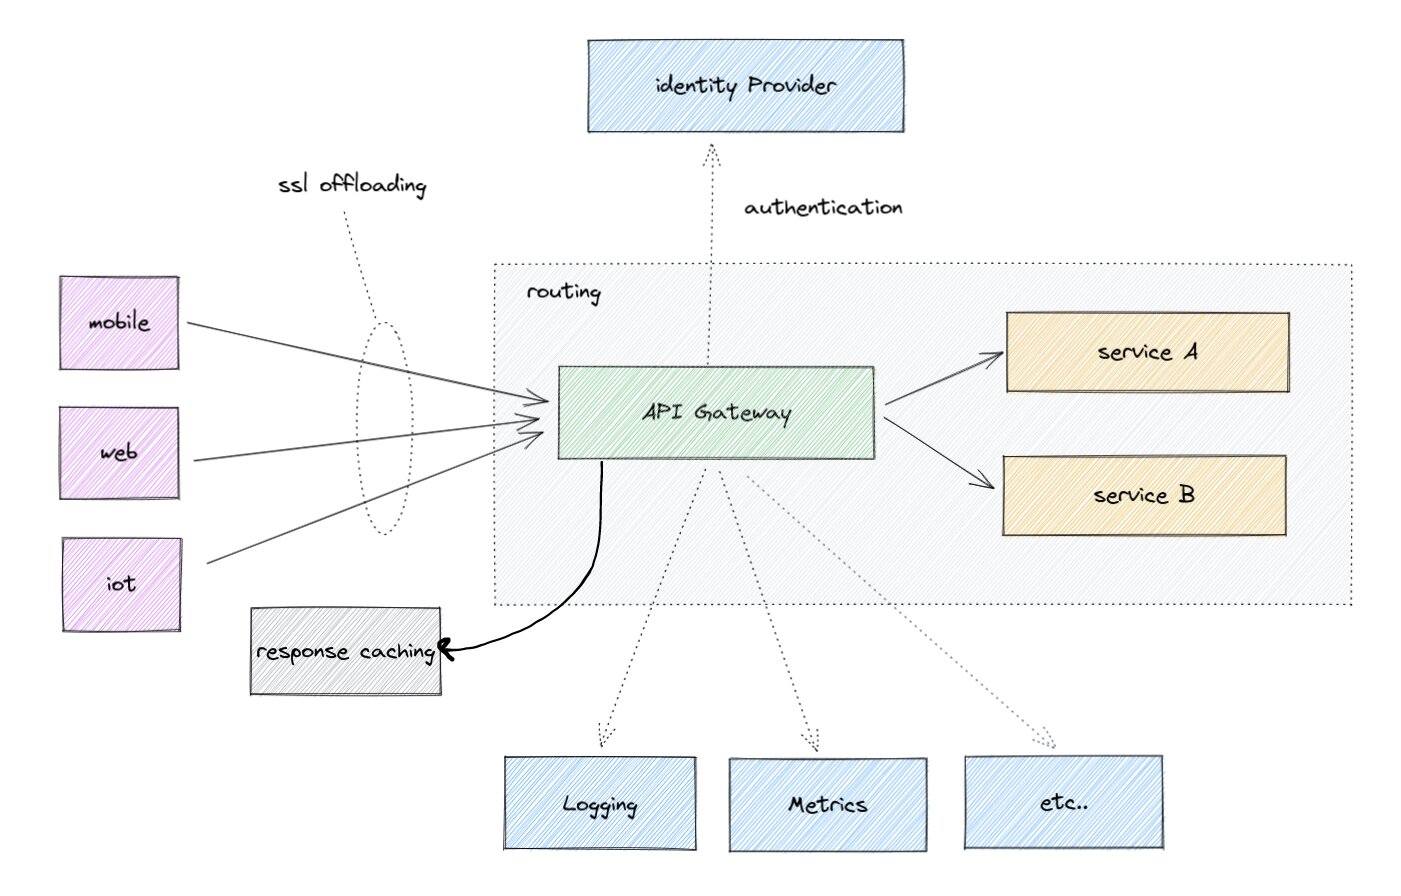 identity Provider
ssl offloading
authentication
routing
mobile
API Gateway
service A
web
service B
iot
response caching
Logging
Metrics
etc..